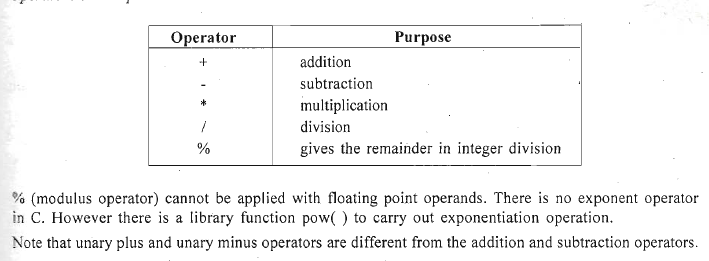 Operator Purpose
+ addition
- subtraction
* multiplication
/ division
% gives the remainder in integer division
% (modulus operator) cannot be applied with floating point operands. There is no exponent operator
in C. However there is a library function pow( ) to carry out exponentiation operation.
Note that unary plus and unary minus operators are different from the addition and subtraction operators.